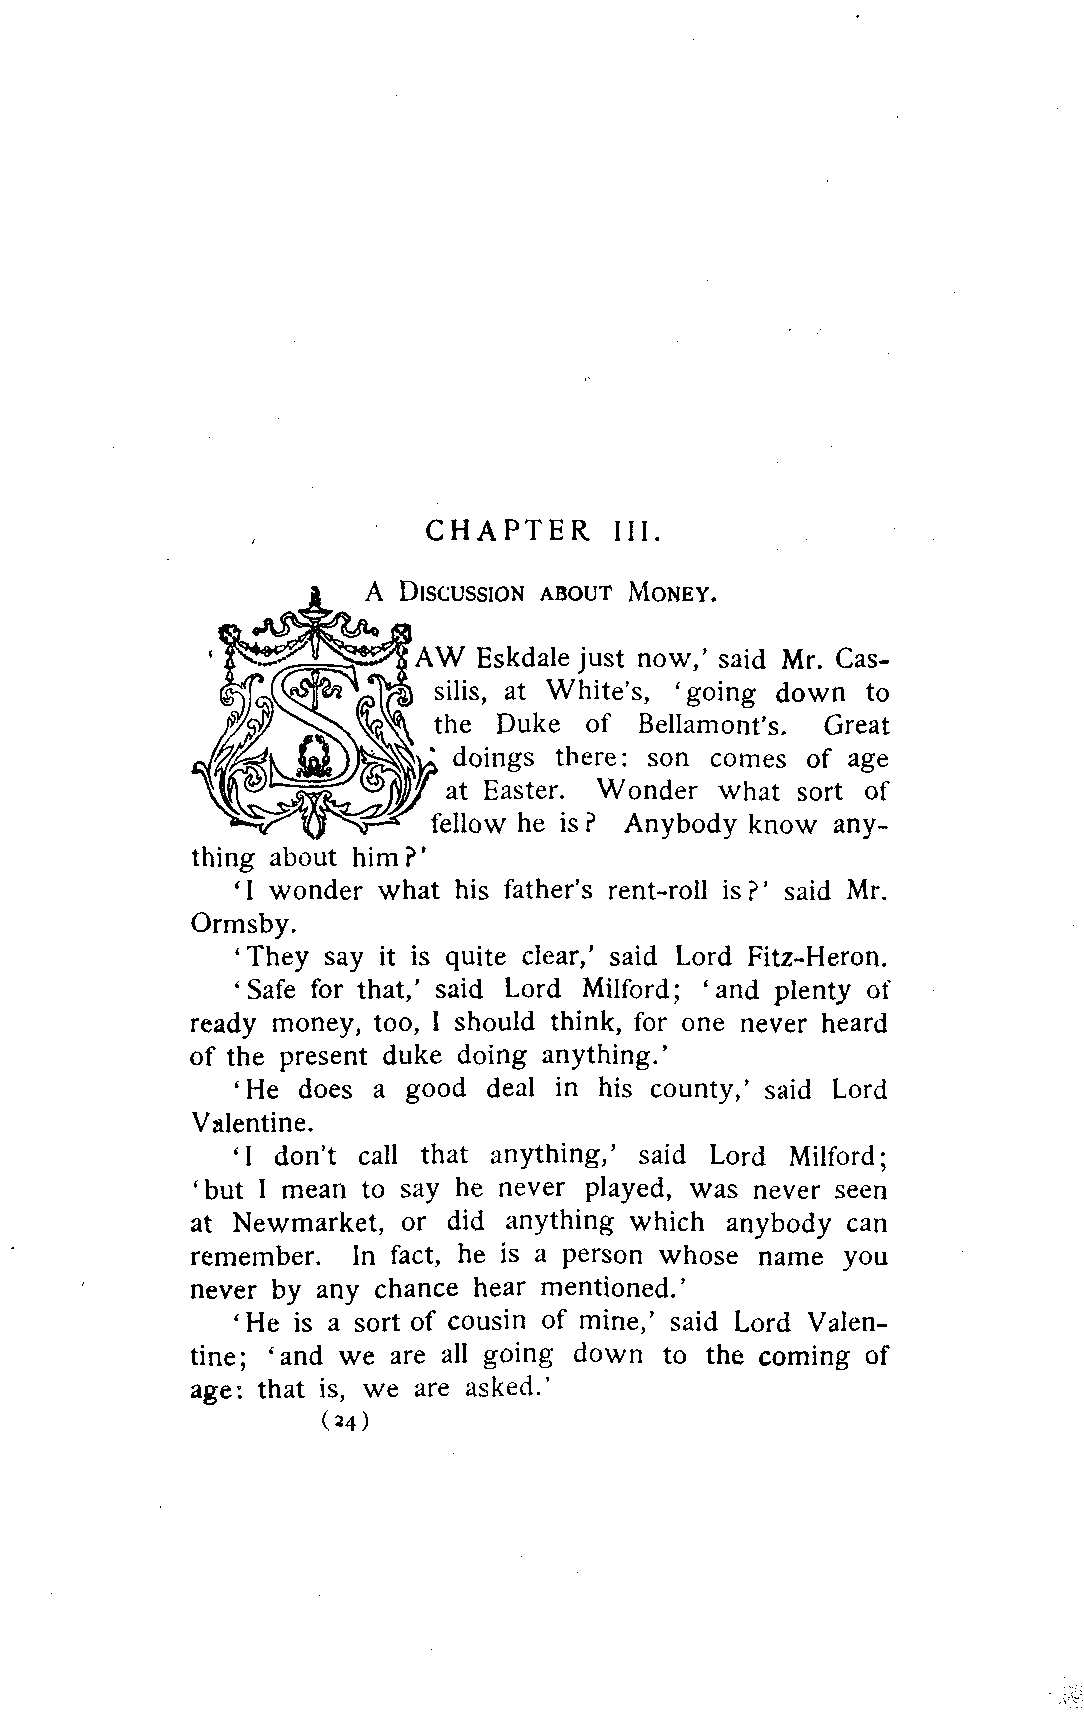 CHAPTER III.
A DISCUSSION ABOUT MONEY.
‘SAW Eskdale just now,’ said Mr. Cas-
silis, at White's, ‘going down to
the Duke of Bellamont's. Great
doings there: son comes of age
at Easter. Wonder what sort of
fellow he is? Anybody know any-
thing about him?’
‘I wonder what his father's rent-roll is?’ said Mr.
Ormsby.
‘They say it is quite clear,’ said Lord Fitz-Heron.
‘Safe for that,’ said Lord Milford; ‘and plenty of
ready money, too, I should think, for one never heard
of the present duke doing anything.’
‘He does a good deal in his county,’ said Lord
Valentine.
‘I don't call that anything,’ said Lord Milford;
‘but I mean to say he never played, was never seen
at Newmarket, or did anything which anybody can
remember. In fact, he is a person whose name you
never by any chance hear mentioned.’
‘He is a sort of cousin of mine,’ said Lord Valen-
tine; ‘and we are all going down to the coming of
age: that is, we are asked.’
(24)